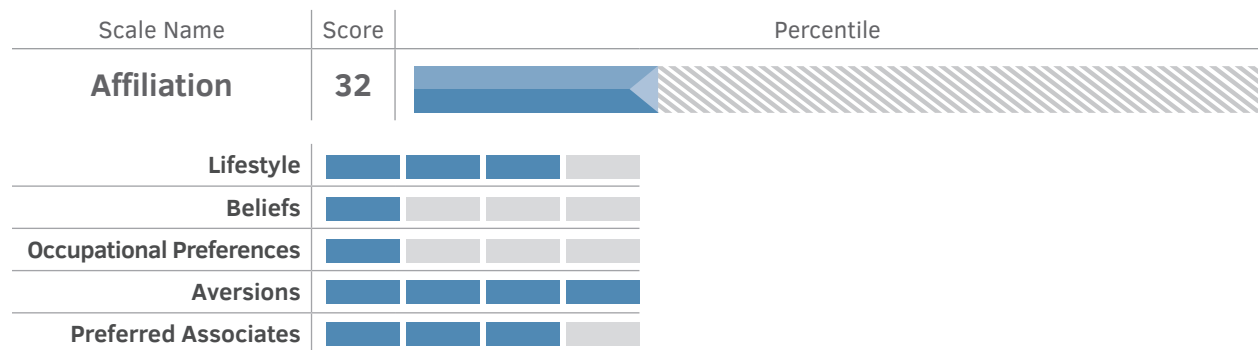 Scale Name Score Percentile
Affiliation 32
Lifestyle
Beliefs
Occupational Preferences
Aversions
Preferred Associates